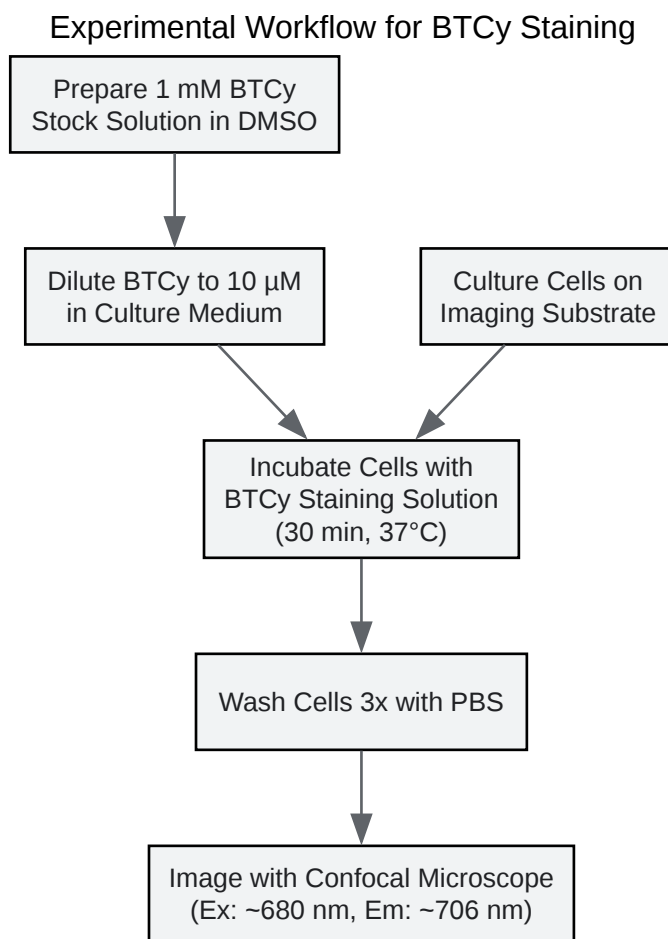 Experimental Workflow for BTCy Staining
Prepare 1 mM BTCy
Stock Solution in DMSO
Dilute BTCy to 10 µM
in Culture Medium
Culture Cells on
Imaging Substrate
Incubate Cells with
BTCy Staining Solution
(30 min, 37°C)
Wash Cells 3x with PBS
Image with Confocal Microscope
(Ex: ~680 nm, Em: ~706 nm)